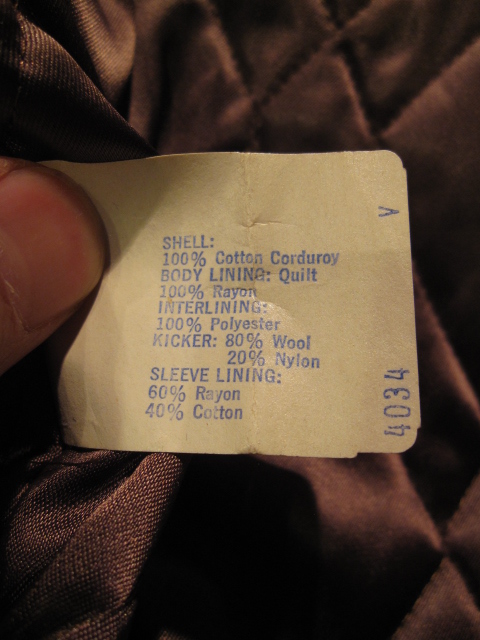 SHELL:
100% Cotton Corduroy
BODY LINING: Quilt
100% Rayon
INTERLINING:
100% Polyester
KICKER: 80% Wool
20% Nylon
SLEEVE LINING:
60% Rayon
40% Cotton
4034
V